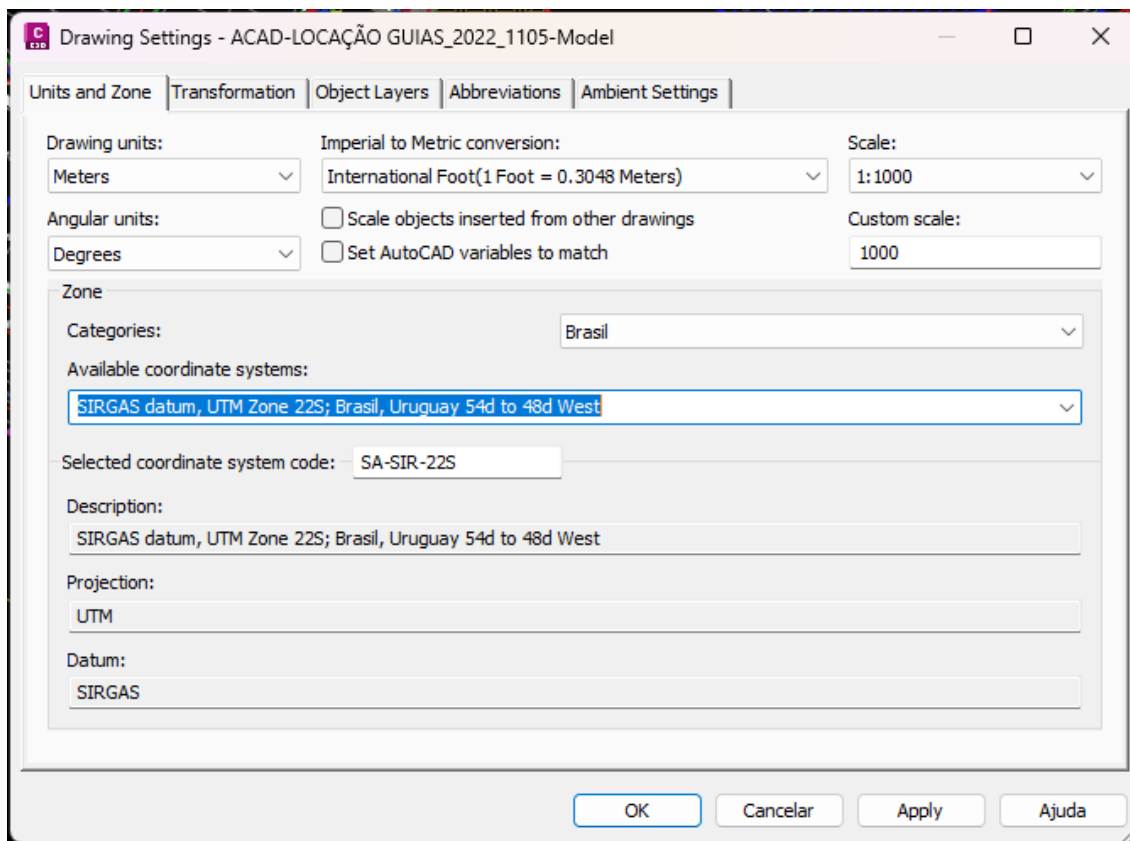 C
C3D
Drawing Settings - ACAD-LOCAÇÃO GUIAS_2022_1105-Model
Units and Zone Transformation Object Layers Abbreviations Ambient Settings
Drawing units: Imperial to Metric conversion: Scale:
Meters International Foot(1 Foot = 0.3048 Meters) 1:1000
Angular units: Scale objects inserted from other drawings Custom scale:
Degrees Set AutoCAD variables to match 1000
Zone
Categories: Brasil
Available coordinate systems:
SIRGAS datum, UTM Zone 22S; Brasil, Uruguay 54d to 48d West
Selected coordinate system code: SA-SIR-22S
Description:
SIRGAS datum, UTM Zone 22S; Brasil, Uruguay 54d to 48d West
Projection:
UTM
Datum:
SIRGAS
OK Cancelar Apply Ajuda